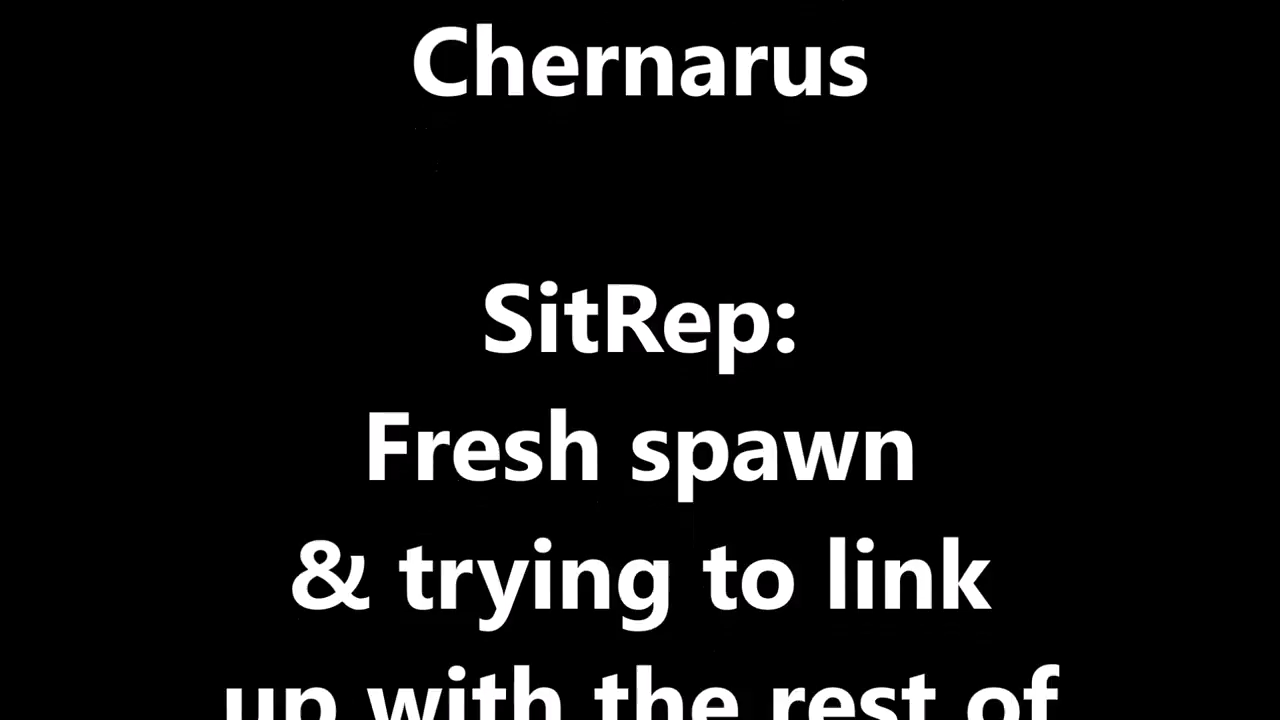 Chernarus
SitRep:
Fresh spawn
& trying to link
up with the rest of